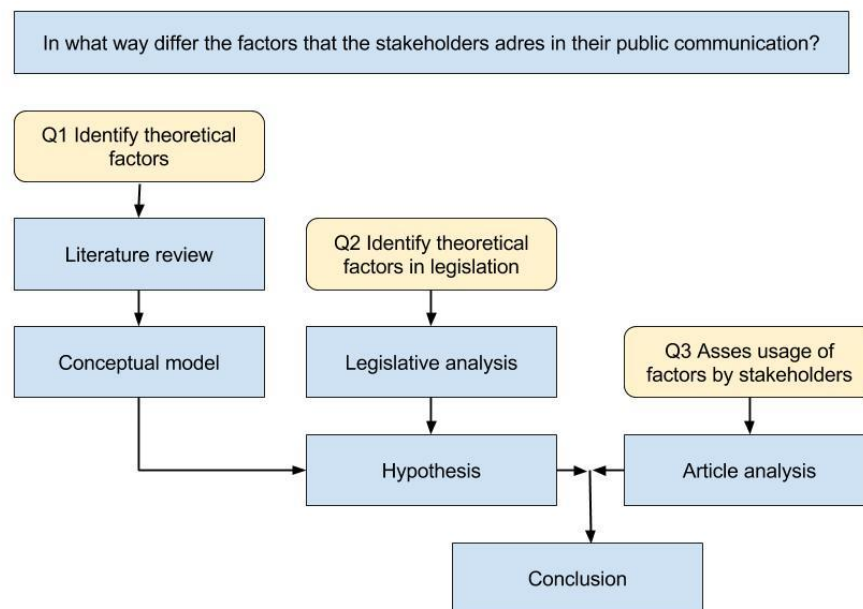 In what way differ the factors that the stakeholders adres in their public communication?
Q1 Identify theoretical
factors
Literature review
Q2 Identify theoretical
factors in legislation
Conceptual model
Legislative analysis
Q3 Asses usage of
factors by stakeholders
Hypothesis
Article analysis
Conclusion